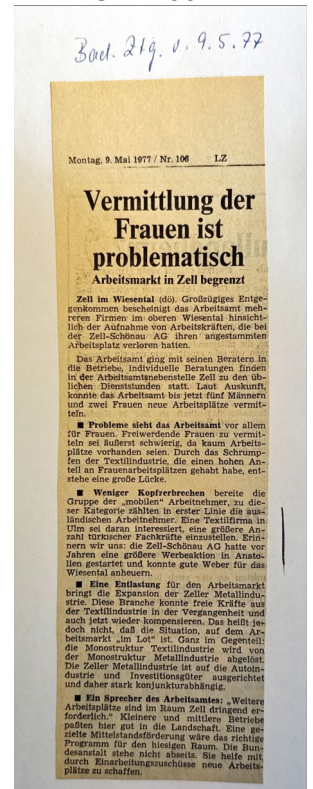 Bad. Ztg. v. 9.5.77
Montag, 9. Mai 1977 / Nr. 106 LZ
Vermittlung der
Frauen ist
problematisch
Arbeitsmarkt in Zell begrenzt
Zell im Wiesental (dö). Großzügiges Entge-
genkommen bescheinigt das Arbeitsamt meh-
reren Firmen im oberen Wiesental hinsicht-
lich der Aufnahme von Arbeitskräften, die bei
der Zell-Schönau AG ihren angestammten
Arbeitsplatz verloren hatten.
Das Arbeitsamt ging mit seinen Beratern in
die Betriebe, individuelle Beratungen finden
in der Arbeitsamtsnebenstelle Zell zu den üb-
lichen Dienststunden statt. Laut Auskunft,
konnte das Arbeitsamt bis jetzt fünf Männern
und zwei Frauen neue Arbeitsplätze vermit-
teln.
■ Probleme sieht das Arbeitsamt vor allem
für Frauen. Freiwerdende Frauen zu vermit-
teln sei äußerst schwierig, da kaum Arbeits-
plätze vorhanden seien. Durch das Schrump-
fen der Textilindustrie, die einen hohen An-
teil an Frauenarbeitsplätzen gehabt habe, ent-
stehe eine große Lücke.
■ Weniger Kopfzerbrechen bereite die
Gruppe der „mobilen" Arbeitnehmer, zu die-
ser Kategorie zählten in erster Linie die aus-
ländischen Arbeitnehmer. Eine Textilfirma in
Ulm sei daran interessiert, eine größere An-
zahl türkischer Fachkräfte einzustellen. Erin-
nern wir uns: die Zell-Schönau AG hatte vor
Jahren eine größere Werbeaktion in Anato-
lien gestartet und konnte gute Weber für das
Wiesental anheuern.
■ Eine Entlastung für den Arbeitsmarkt
bringt die Expansion der Zeller Metallindu-
strie. Diese Branche konnte freie Kräfte aus
der Textilindustrie in der Vergangenheit und
auch jetzt wieder kompensieren. Das heißt je-
doch nicht, daß die Situation, auf dem Ar-
beitsmarkt „im Lot" ist. Ganz im Gegenteil:
die Monostruktur Textilindustrie wird von
der Monostruktur Metallindustrie abgelöst.
Die Zeller Metallindustrie ist auf die Autoin-
dustrie und Investitionsgüter ausgerichtet
und daher stark konjunkturabhängig.
■ Ein Sprecher des Arbeitsamtes: „Weitere
Arbeitsplätze sind im Raum Zell dringend er-
forderlich." Kleinere und mittlere Betriebe
paßten hier gut in die Landschaft. Eine ge-
zielte Mittelstandsförderung wäre das richtige
Programm für den hiesigen Raum. Die Bun-
desanstalt stehe nicht abseits. Sie helfe mit,
durch Einarbeitungszuschüsse neue Arbeits-
plätze zu schaffen.